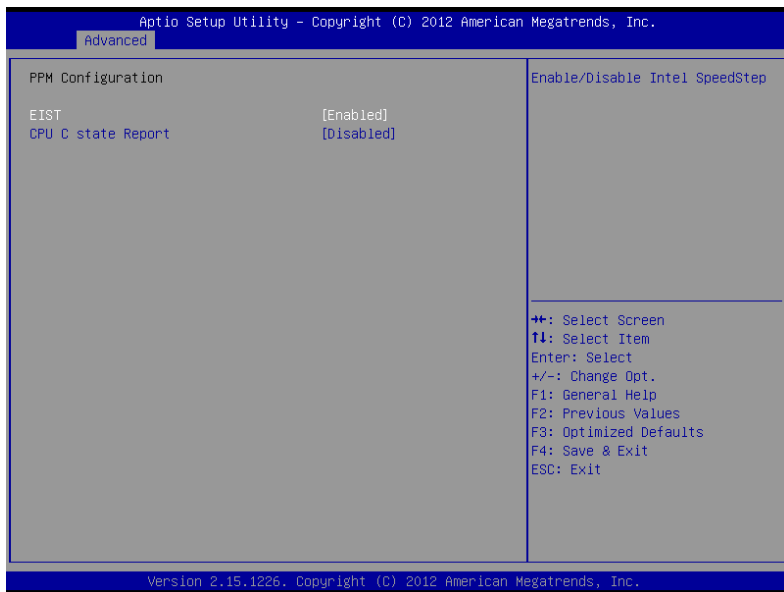 Aptio Setup Utility – Copyright (C) 2012 American Megatrends, Inc.
Advanced
PPM Configuration
EIST [Enabled]
CPU C state Report [Disabled]
Enable/Disable Intel SpeedStep
→←: Select Screen
↑↓: Select Item
Enter: Select
+/-: Change Opt.
F1: General Help
F2: Previous Values
F3: Optimized Defaults
F4: Save & Exit
ESC: Exit
Version 2.15.1226. Copyright (C) 2012 American Megatrends, Inc.